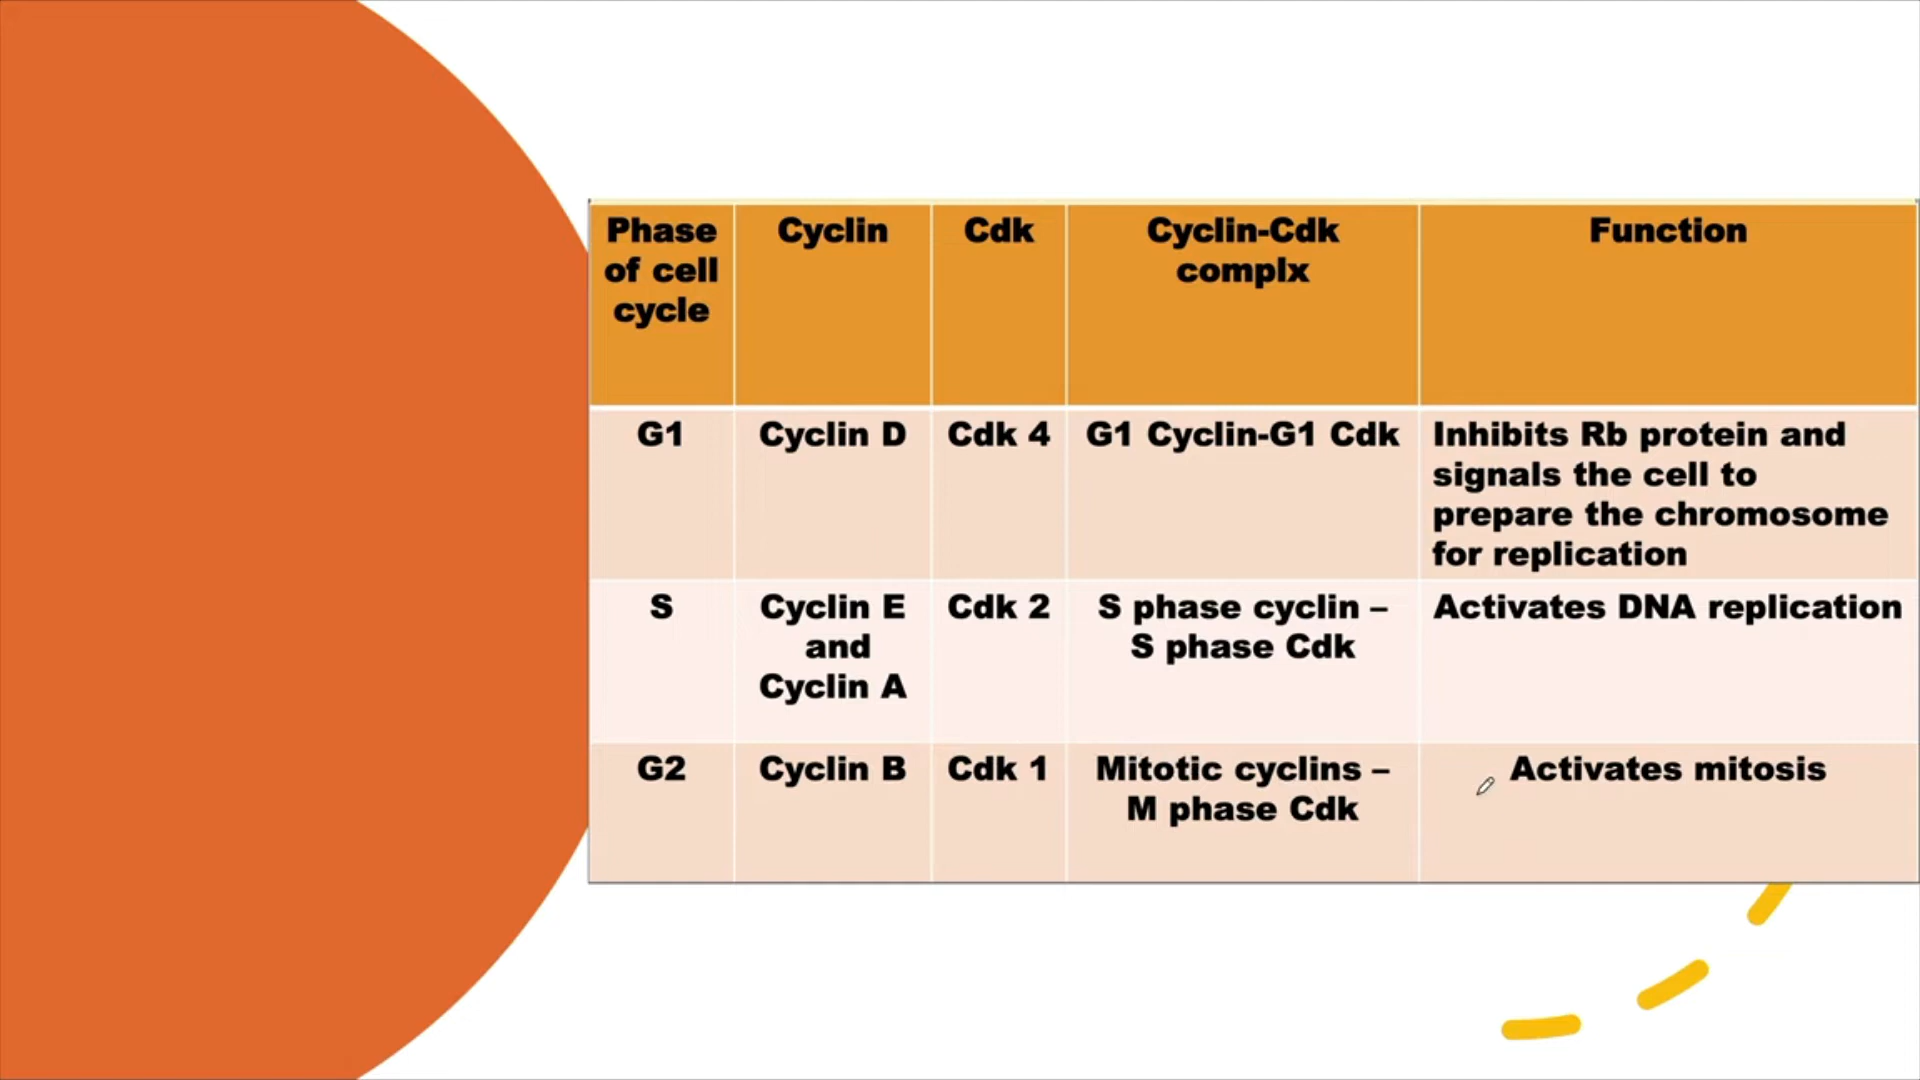 Phase of cell cycle
Cyclin
Cdk
Cyclin-Cdk complx
Function
G1
Cyclin D
Cdk 4
G1 Cyclin-G1 Cdk
Inhibits Rb protein and
signals the cell to
prepare the chromosome
for replication
S
Cyclin E
and
Cyclin A
Cdk 2
S phase cyclin –
S phase Cdk
Activates DNA replication
G2
Cyclin B
Cdk 1
Mitotic cyclins –
M phase Cdk
Activates mitosis